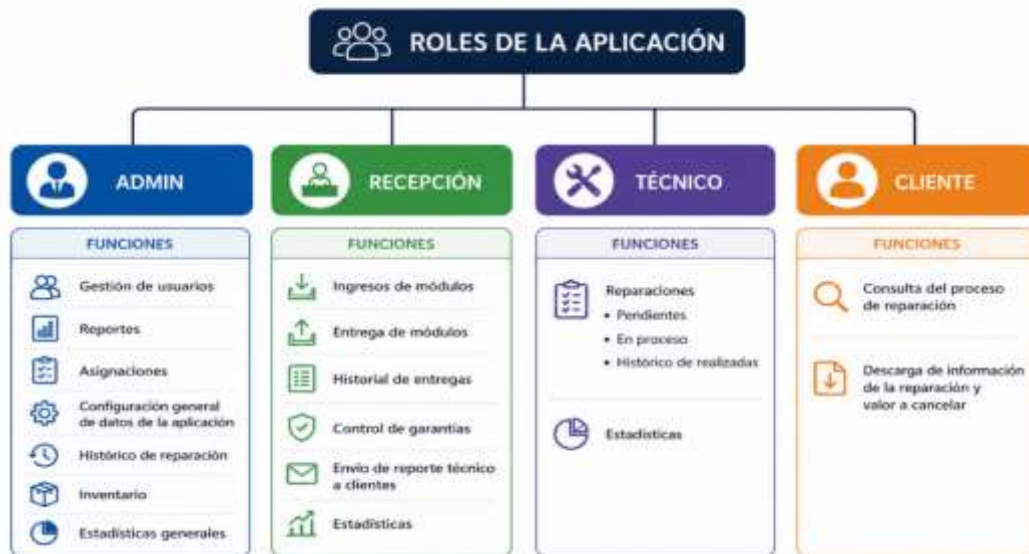 ROLES DE LA APLICACIÓN
ADMIN
FUNCIONES
Gestión de usuarios
Reportes
Asignaciones
Configuración general
de datos de la aplicación
Histórico de reparación
Inventario
Estadísticas generales
RECEPCIÓN
FUNCIONES
Ingresos de módulos
Entrega de módulos
Historial de entregas
Control de garantías
Envío de reporte técnico
a clientes
Estadísticas
TÉCNICO
FUNCIONES
Reparaciones
• Pendientes
• En proceso
• Histórico de realizadas
Estadísticas
CLIENTE
FUNCIONES
Consulta del proceso
de reparación
Descarga de información
de la reparación y
valor a cancelar